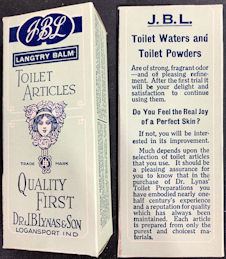 J.B.L.
LANGTRY BALM
TOILET
ARTICLES
TRADE MARK
QUALITY
FIRST
DR. J.B. LYNAS & SON
LOGANSPORT IND
J.B.L.
Toilet Waters and
Toilet Powders
Are of strong, fragrant odor
—and of pleasing refine-
ment. After the first trial it
will be your delight and
satisfaction to continue
using them.
Do You Feel the Real Joy
of a Perfect Skin?
If not, you will be inter-
ested in its improvement.
Much depends upon the
selection of toilet articles
that you use. It should be
a pleasing assurance for
you to know that in the
purchase of Dr. Lynas'
Toilet Preparations you
have embodied nearly one-
half century's experience
and a reputation for quality
which has always been
maintained. Each article
is prepared from only the
purest and choicest ma-
terials.